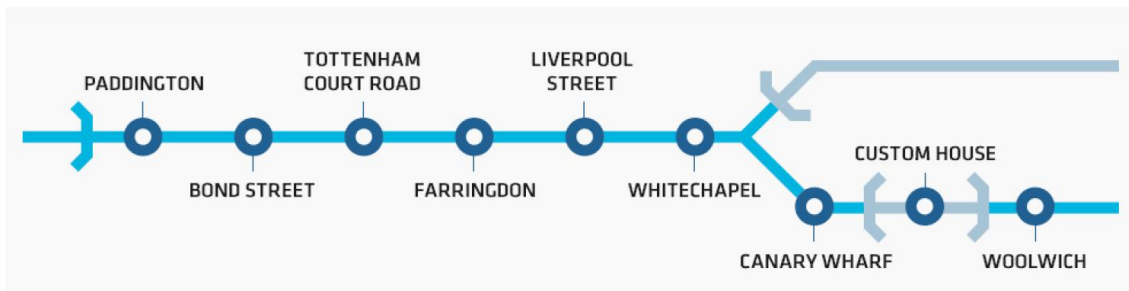 PADDINGTON
BOND STREET
TOTTENHAM
COURT ROAD
FARRINGDON
LIVERPOOL
STREET
WHITECHAPEL
CANARY WHARF
CUSTOM HOUSE
WOOLWICH